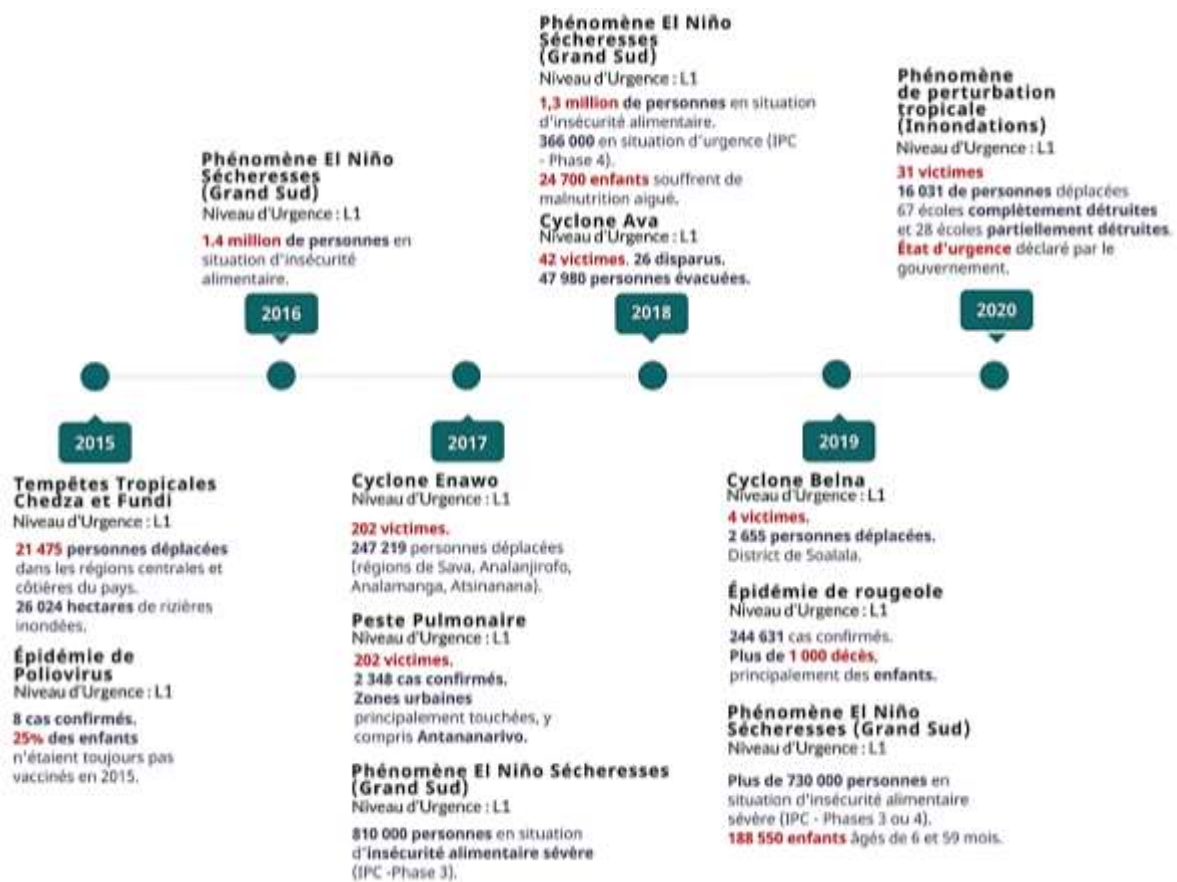 2015
Tempêtes Tropicales
Chedza et Fundi
Niveau d'Urgence : L1
21 475 personnes déplacées
dans les régions centrales et
côtières du pays.
26 024 hectares de rizières
inondées.
Épidémie de
Poliovirus
Niveau d'Urgence : L1
8 cas confirmés.
25% des enfants
n'étaient toujours pas
vaccinés en 2015.
Phénomène El Niño
Sécheresses
(Grand Sud)
Niveau d'Urgence : L1
1.4 million de personnes en
situation d'insécurité
alimentaire.
2016
2017
Cyclone Enawo
Niveau d'Urgence : L1
202 victimes.
247 219 personnes déplacées
(régions de Sava, Analanjirofo,
Analamanga, Atsinanana).
Peste Pulmonaire
Niveau d'Urgence : L1
202 victimes.
2 348 cas confirmés.
Zones urbaines
principalement touchées, y
compris Antananarivo.
Phénomène El Niño Sécheresses
(Grand Sud)
Niveau d'Urgence : L1
810 000 personnes en situation
d'insécurité alimentaire sévère
(IPC -Phase 3).
Phénomène El Niño
Sécheresses
(Grand Sud)
Niveau d'Urgence : L1
1,3 million de personnes en situation
d'insécurité alimentaire.
366 000 en situation d'urgence (IPC
- Phase 4).
24 700 enfants souffrent de
malnutrition aiguë.
Cyclone Ava
Niveau d'Urgence : L1
42 victimes. 26 disparus.
47 980 personnes évacuées.
2018
2019
Cyclone Belna
Niveau d'Urgence : L1
4 victimes.
2 655 personnes déplacées.
District de Soalala.
Épidémie de rougeole
Niveau d'Urgence : L1
244 631 cas confirmés.
Plus de 1 000 décès,
principalement des enfants.
Phénomène El Niño
Sécheresses (Grand Sud)
Niveau d'Urgence : L1
Plus de 730 000 personnes en
situation d'insécurité alimentaire
sévère (IPC - Phases 3 ou 4).
188 550 enfants âgés de 6 et 59 mois.
Phénomène
de perturbation
tropicale
(Innondations)
Niveau d'Urgence : L1
31 victimes
16 031 de personnes déplacées
67 écoles complètement détruites
et 28 écoles partiellement détruites.
État d'urgence déclaré par le
gouvernement.
2020